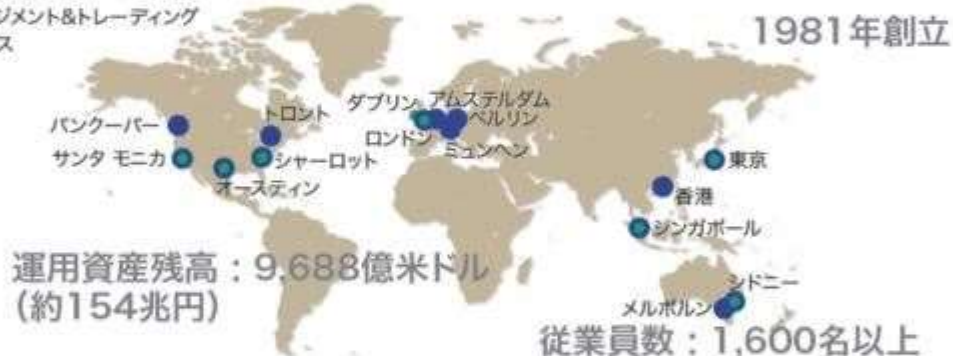 ジメント&トレーディング
ス
1981年創立
バンクーバー
トロント
サンタ モニカ
シャーロット
オースティン
ダブリン
アムステルダム
ベルリン
ロンドン
ミュンヘン
東京
香港
シンガポール
シドニー
メルボルン
運用資産残高：9,688億米ドル
（約154兆円）
従業員数：1,600名以上